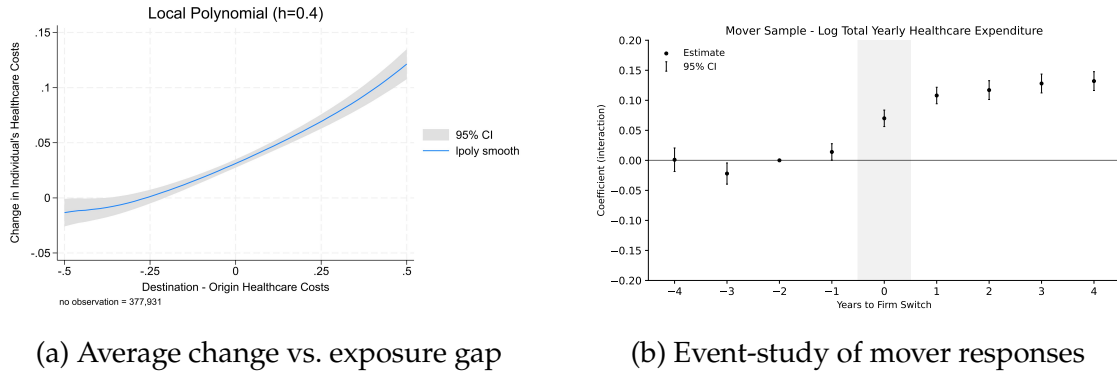 Local Polynomial (h=0.4)
.15
.1
.05
0
-.05
Change in Individual's Healthcare Costs
-.5
-.25
0
.25
.5
Destination - Origin Healthcare Costs
no observation = 377,931
95% CI
lpoly smooth
(a) Average change vs. exposure gap
Mover Sample - Log Total Yearly Healthcare Expenditure
Estimate
95% CI
0.20
0.15
0.10
0.05
0.00
−0.05
−0.10
−0.15
−0.20
Coefficient (interaction)
−4
−3
−2
−1
0
1
2
3
4
Years to Firm Switch
(b) Event-study of mover responses